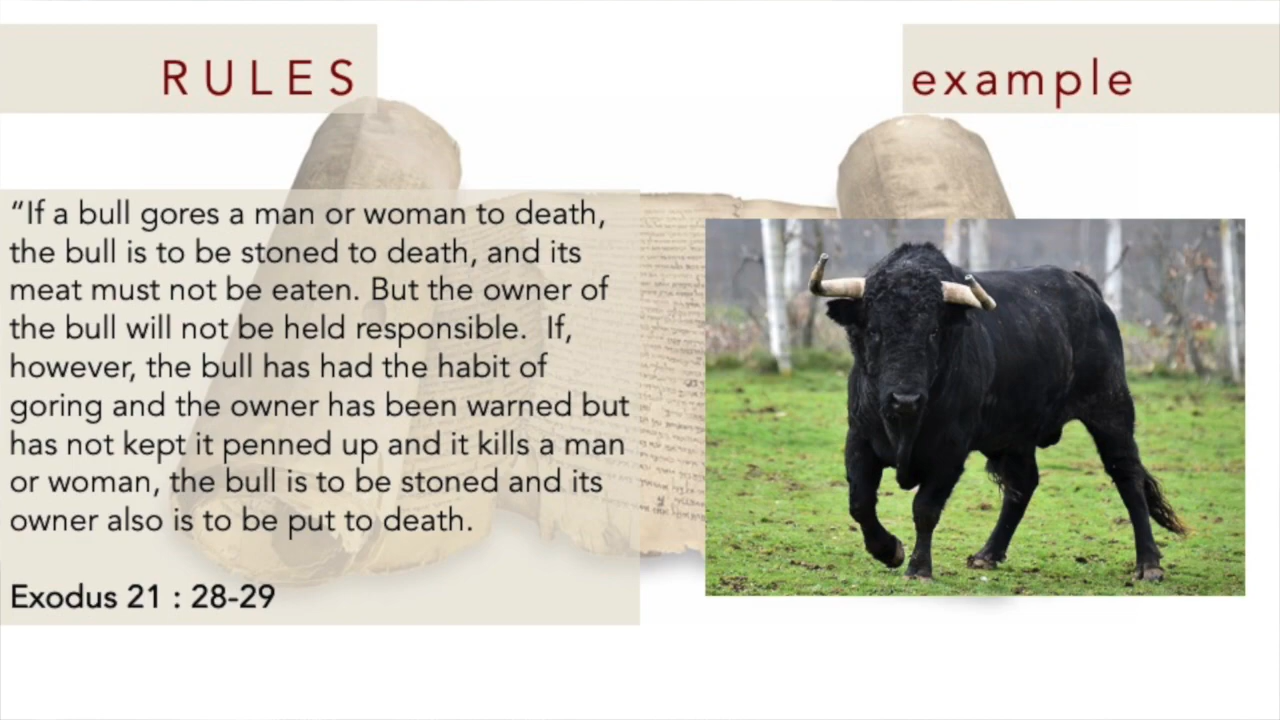 RULES
example
“If a bull gores a man or woman to death,
the bull is to be stoned to death, and its
meat must not be eaten. But the owner of
the bull will not be held responsible.  If,
however, the bull has had the habit of
goring and the owner has been warned but
has not kept it penned up and it kills a man
or woman, the bull is to be stoned and its
owner also is to be put to death.
Exodus 21 : 28-29